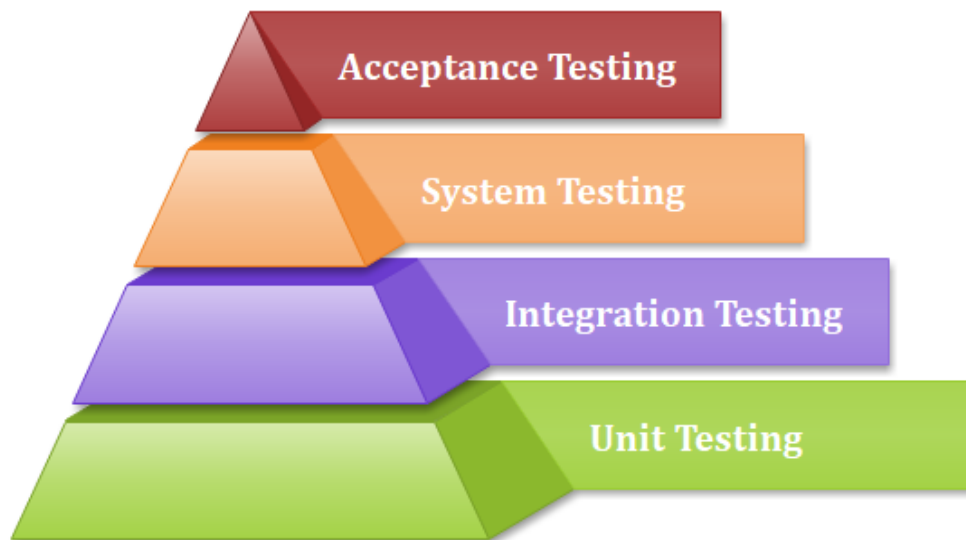 Acceptance Testing
System Testing
Integration Testing
Unit Testing